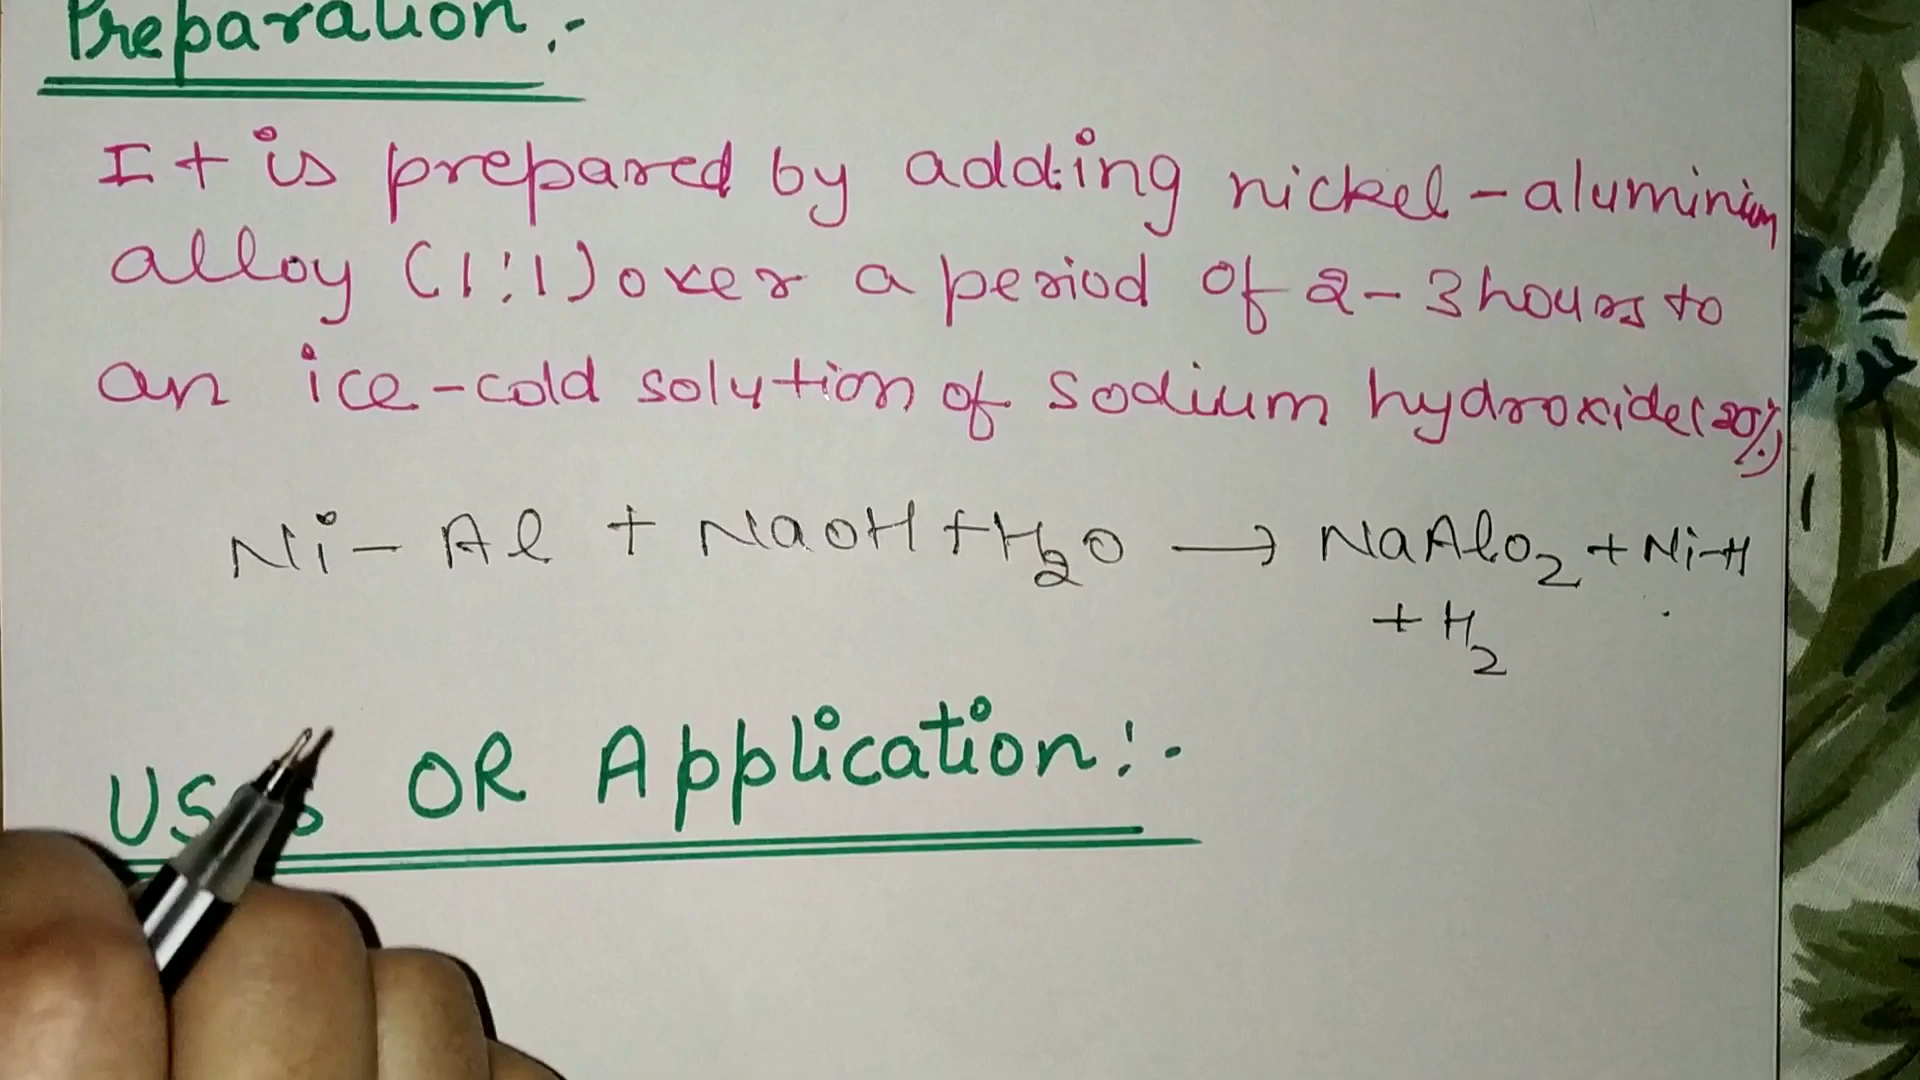 Preparation :-
It is prepared by adding nickel-aluminium
alloy (1:1) over a period of 2-3 hours to
an ice-cold solution of sodium hydroxide (20%)
Ni-Al + NaOH + H2O → NaAlO2 + Ni-H
+ H2
OR Application :-